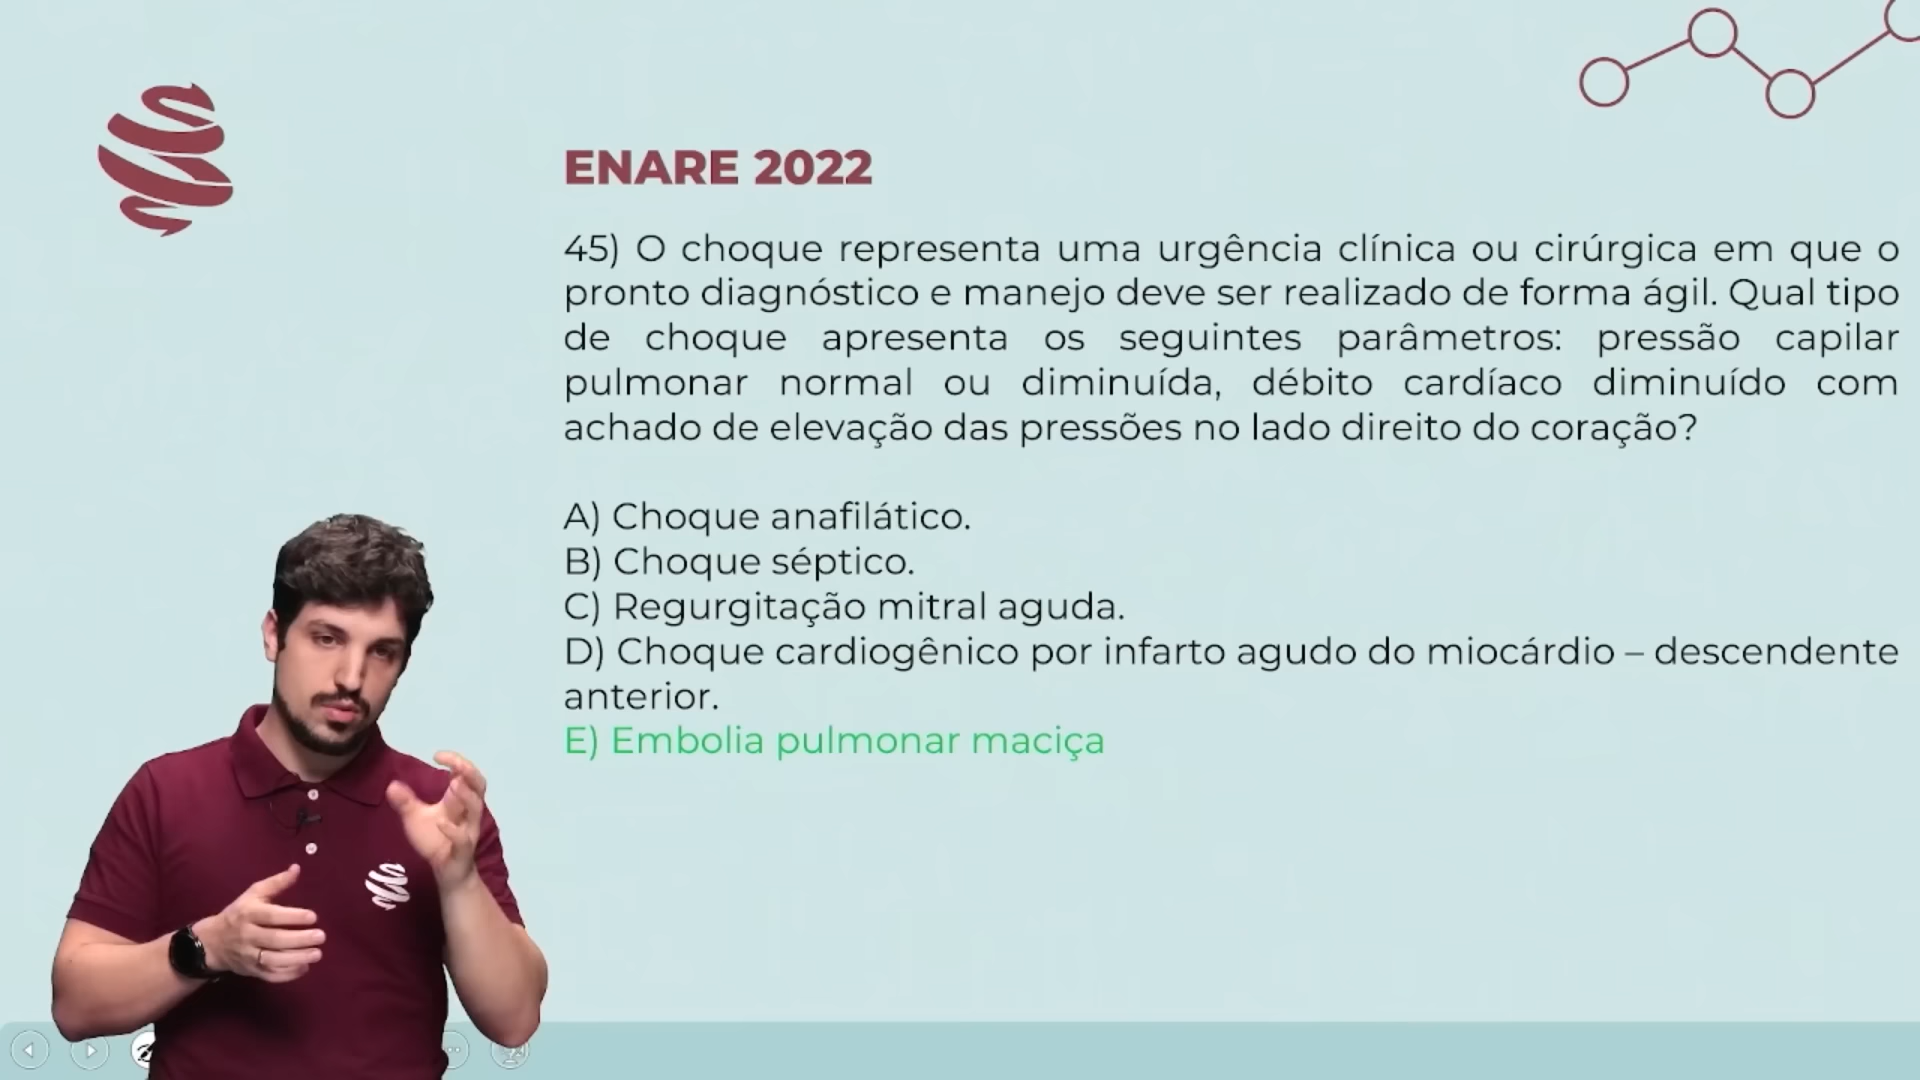 ENARE 2022
45) O choque representa uma urgência clínica ou cirúrgica em que o
pronto diagnóstico e manejo deve ser realizado de forma ágil. Qual tipo
de choque apresenta os seguintes parâmetros: pressão capilar
pulmonar normal ou diminuída, débito cardíaco diminuído com
achado de elevação das pressões no lado direito do coração?
A) Choque anafilático.
B) Choque séptico.
C) Regurgitação mitral aguda.
D) Choque cardiogênico por infarto agudo do miocárdio – descendente
anterior.
E) Embolia pulmonar maciça